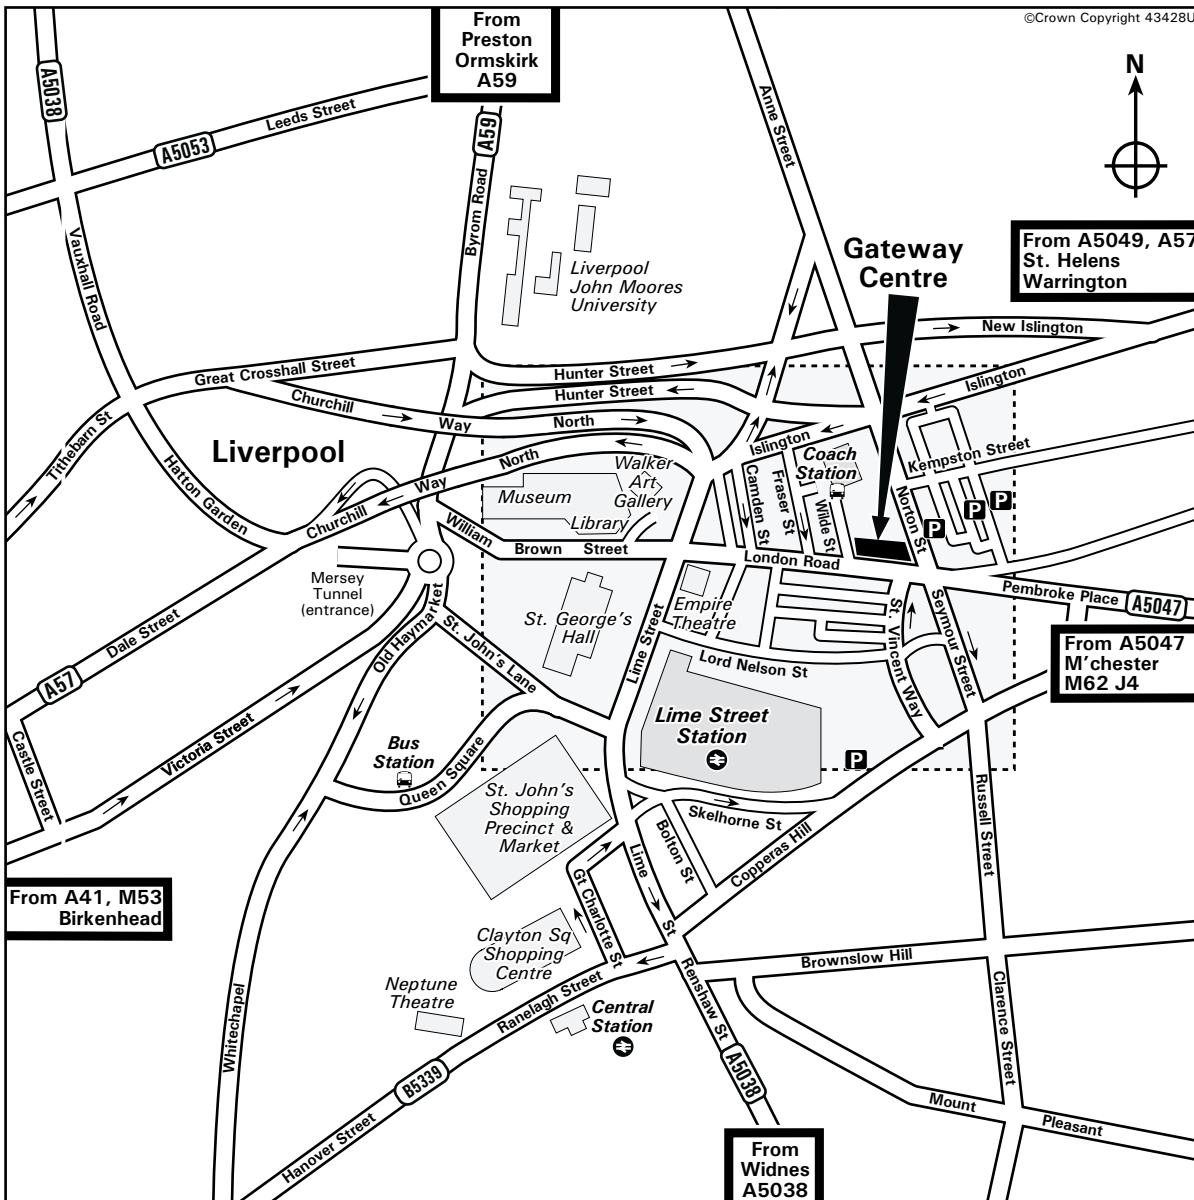 ©Crown Copyright 43428U
From
Preston
Ormskirk
A59
N
A5038
Leeds Street
A5053
A59
Anne Street
Byrom Road
Vauxhall Road
Liverpool
John Moores
University
Gateway
Centre
From A5049, A57
St. Helens
Warrington
New Islington
Great Crosshall Street
Hunter Street
Hunter Street
Islington
Churchill
Way
North
Tithebarn St
Liverpool
Islington
Coach
Station
Kempston Street
Hatton Garden
North
Way
Churchill
Walker
Art
Gallery
Museum
Library
Camden St
Fraser St
Wilde St
Norton St
P
P
P
William
Brown Street
London Road
Mersey
Tunnel
(entrance)
Pembroke Place
A5047
Empire
Theatre
St. George's
Hall
St. Vincent Way
Seymour Street
From A5047
M'chester
M62 J4
Dale Street
Old Haymarket
St. John's Lane
Lime Street
Lord Nelson St
A57
Castle Street
Victoria Street
Lime Street
Station
Bus
Station
Queen Square
P
St. John's
Shopping
Precinct &
Market
Skelhorne St
Russell Street
Bolton St
Copperas Hill
Lime St
Gt Charlotte St
From A41, M53
Birkenhead
Clayton Sq
Shopping
Centre
Brownslow Hill
Neptune
Theatre
Ranelagh Street
Renshaw St
Clarence Street
Central
Station
Whitechapel
B5339
A5038
Mount
Pleasant
Hanover Street
From
Widnes
A5038